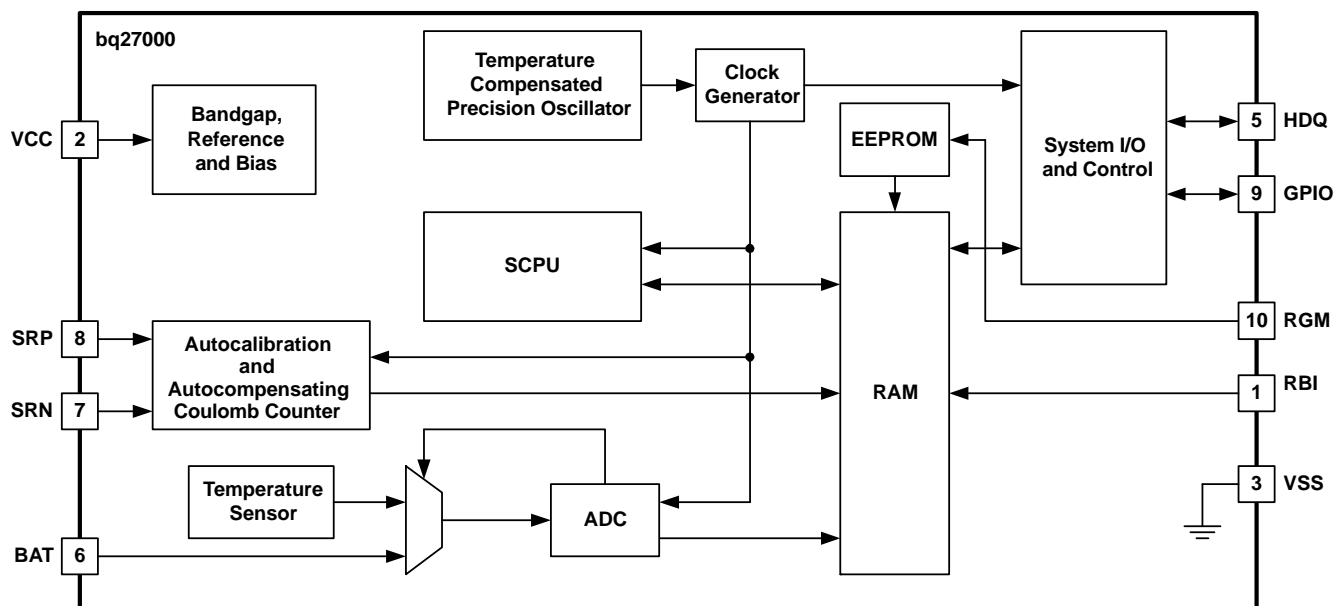 bq27000
Temperature
Compensated
Precision Oscillator
Clock
Generator
VCC
2
Bandgap,
Reference
and Bias
EEPROM
System I/O
and Control
5
HDQ
9
GPIO
SCPU
SRP
8
SRN
7
Autocalibration
and
Autocompensating
Coulomb Counter
RAM
10
RGM
1
RBI
Temperature
Sensor
ADC
3
VSS
BAT
6